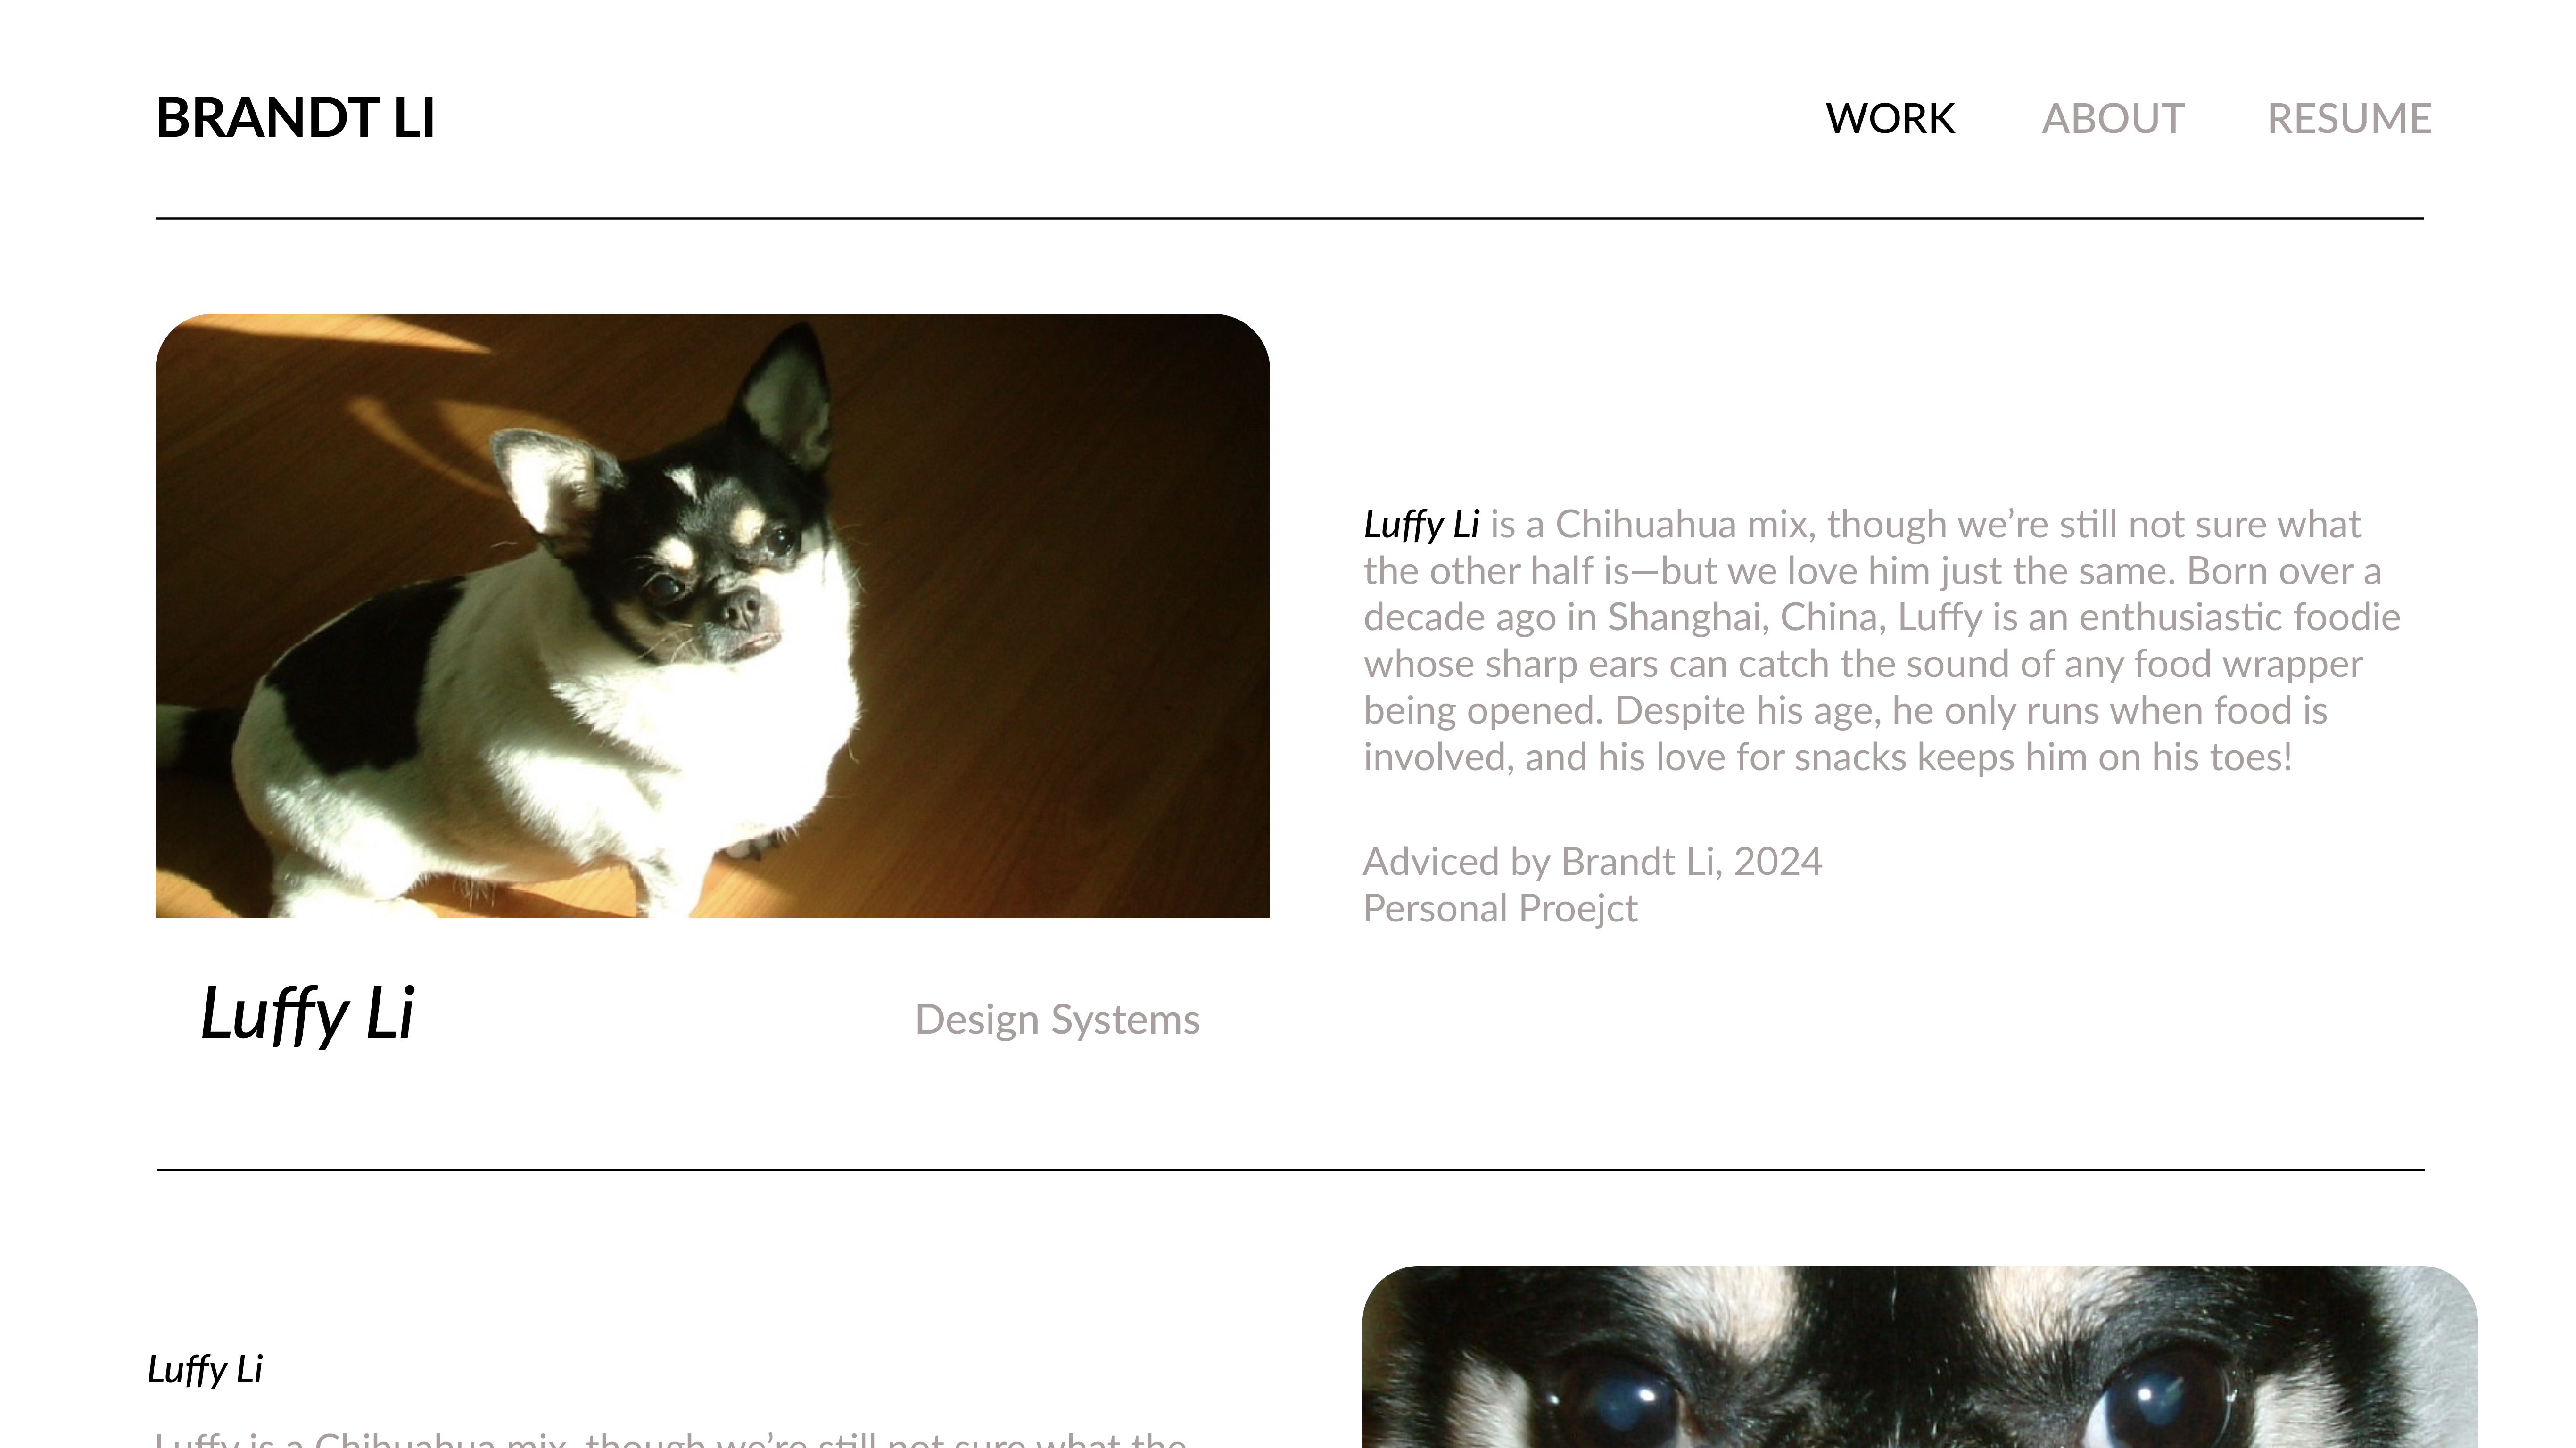 BRANDT LI
WORK
ABOUT
RESUME
Luffy Li is a Chihuahua mix, though we’re still not sure what
the other half is—but we love him just the same. Born over a
decade ago in Shanghai, China, Luffy is an enthusiastic foodie
whose sharp ears can catch the sound of any food wrapper
being opened. Despite his age, he only runs when food is
involved, and his love for snacks keeps him on his toes!
Adviced by Brandt Li, 2024
Personal Proejct
Luffy Li
Design Systems
Luffy Li
Luffy is a Chihuahua mix, though we’re still not sure what the